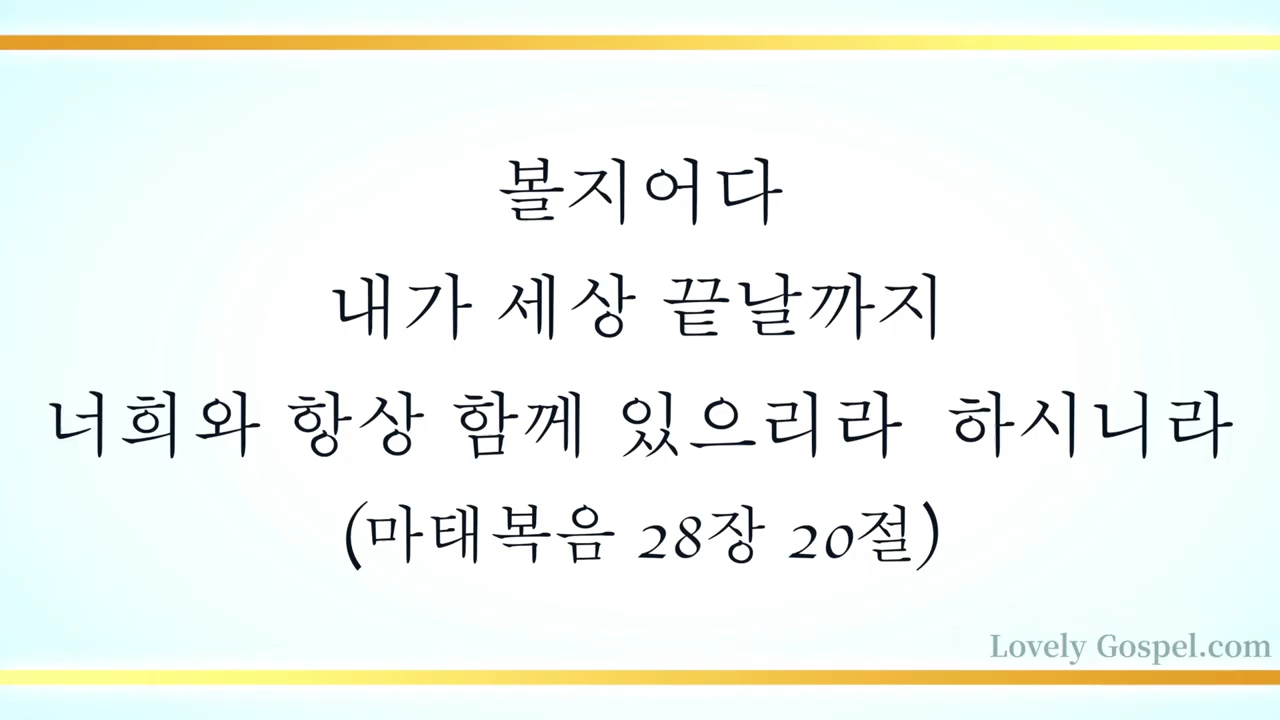 볼지어다
내가 세상 끝날까지
너희와 항상 함께 있으리라 하시니라
(마태복음 28장 20절)
Lovely Gospel.com